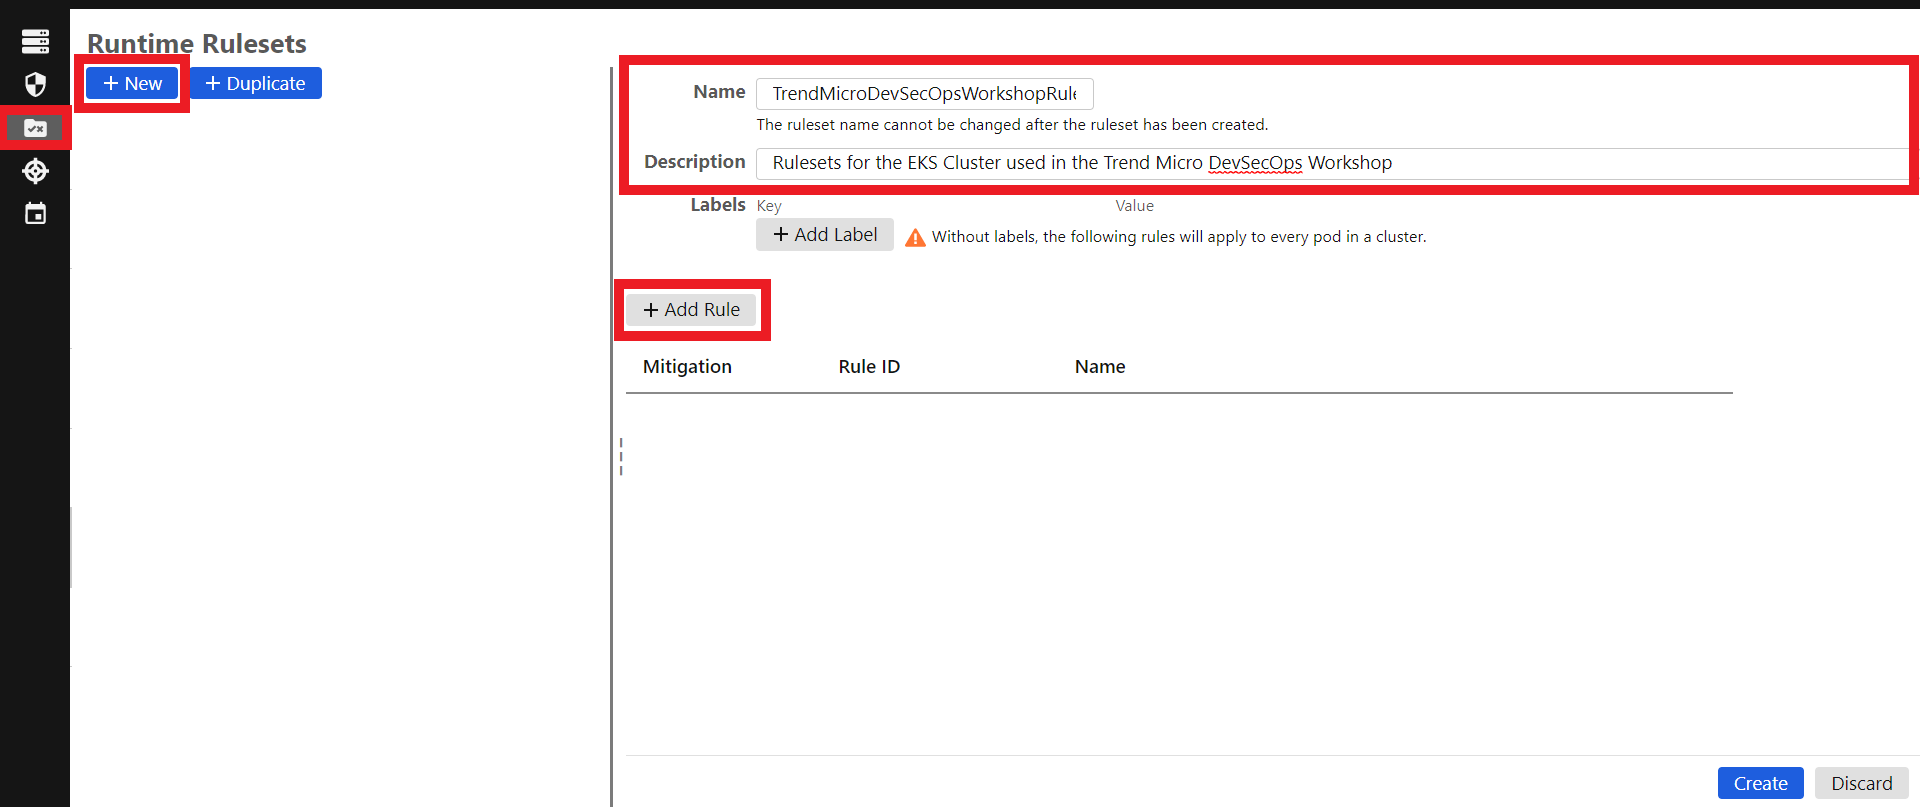 Runtime Rulesets
+ New
+ Duplicate
Name
TrendMicroDevSecOpsWorkshopRul
The ruleset name cannot be changed after the ruleset has been created.
Description
Rulesets for the EKS Cluster used in the Trend Micro DevSecOps Workshop
Labels Key Value
+ Add Label
Without labels, the following rules will apply to every pod in a cluster.
+ Add Rule
Mitigation Rule ID Name
Create Discard